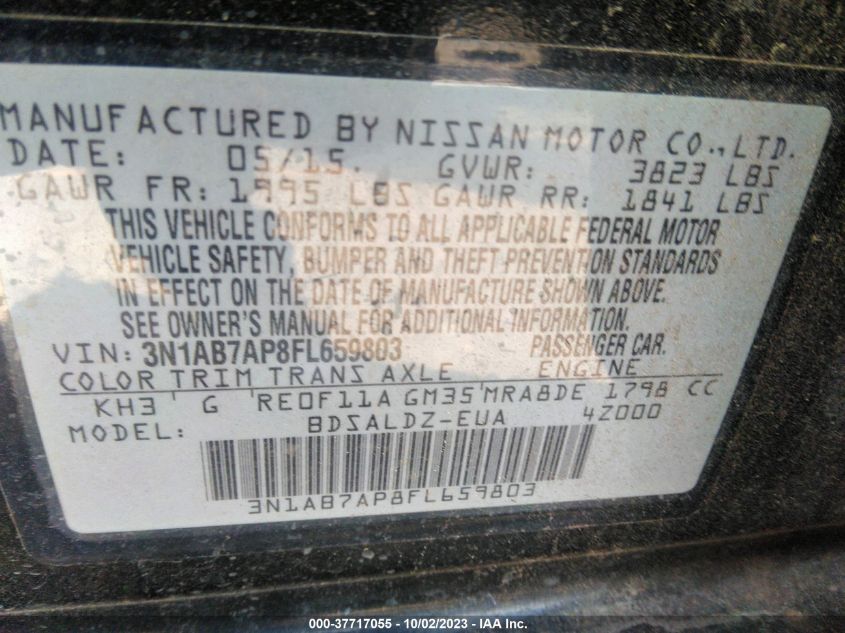 MANUFACTURED BY NISSAN MOTOR CO., LTD.
DATE: 05/15. GVWR: 3823 LBS
GAWR FR: 1995 LBS GAWR RR: 1841 LBS
THIS VEHICLE CONFORMS TO ALL APPLICABLE FEDERAL MOTOR
VEHICLE SAFETY, BUMPER AND THEFT PREVENTION STANDARDS
IN EFFECT ON THE DATE OF MANUFACTURE SHOWN ABOVE.
SEE OWNER'S MANUAL FOR ADDITIONAL INFORMATION.
VIN: 3N1AB7AP8FL659803 PASSENGER CAR.
COLOR TRIM TRANS AXLE ENGINE
KH3 G RE0F11A GM35 MRA8DE 1798 CC
MODEL: BDSALDZ-EUA 4Z000
3N1AB7AP8FL659803
000-37717055 - 10/02/2023 - IAA Inc.